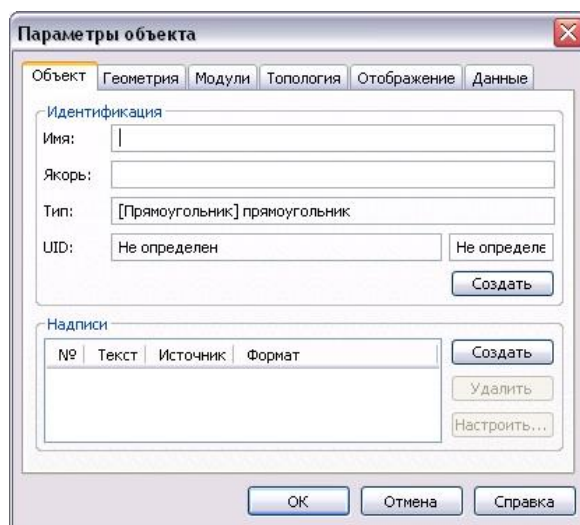 Параметры объекта
Объект Геометрия Модули Топология Отображение Данные
Идентификация
Имя:
Якорь:
Тип: [Прямоугольник] прямоугольник
UID: Не определен Не определе
Создать
Надписи
№ Текст Источник Формат
Создать
Удалить
Настроить...
ОК Отмена Справка